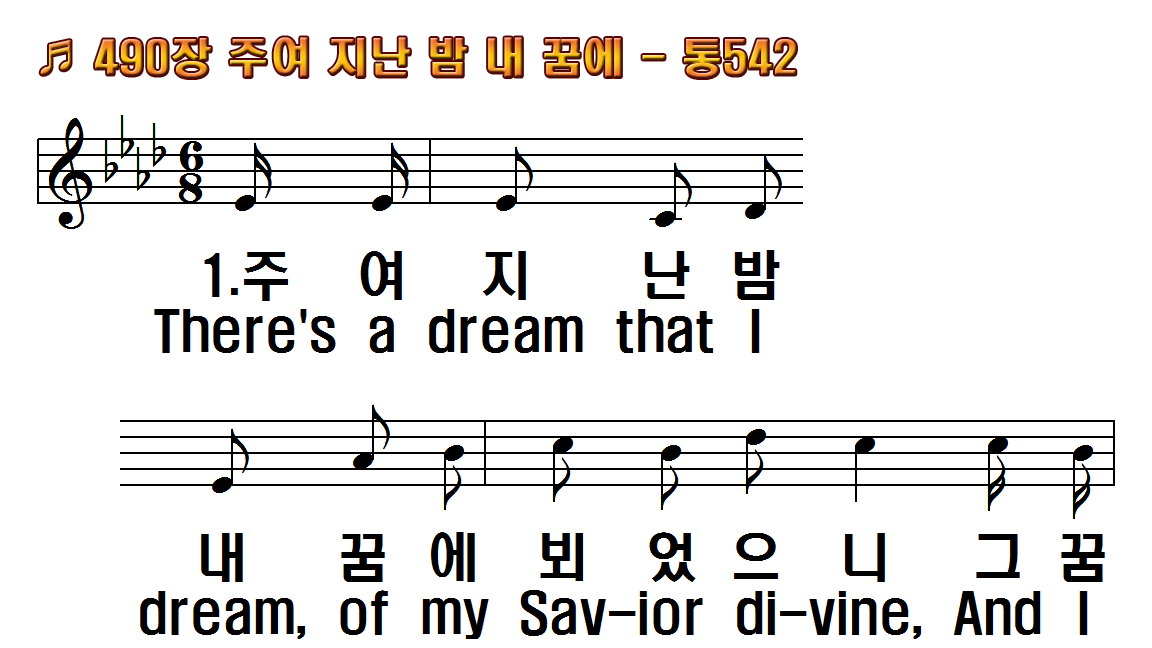 ♬ 490장 주여 지난 밤 내 꿈에 - 통542
6
8
1.주 여 지 난 밤
There's a dream that I
내 꿈 에 뵈 었 으 니 그 꿈
dream, of my Sav-ior di-vine, And I